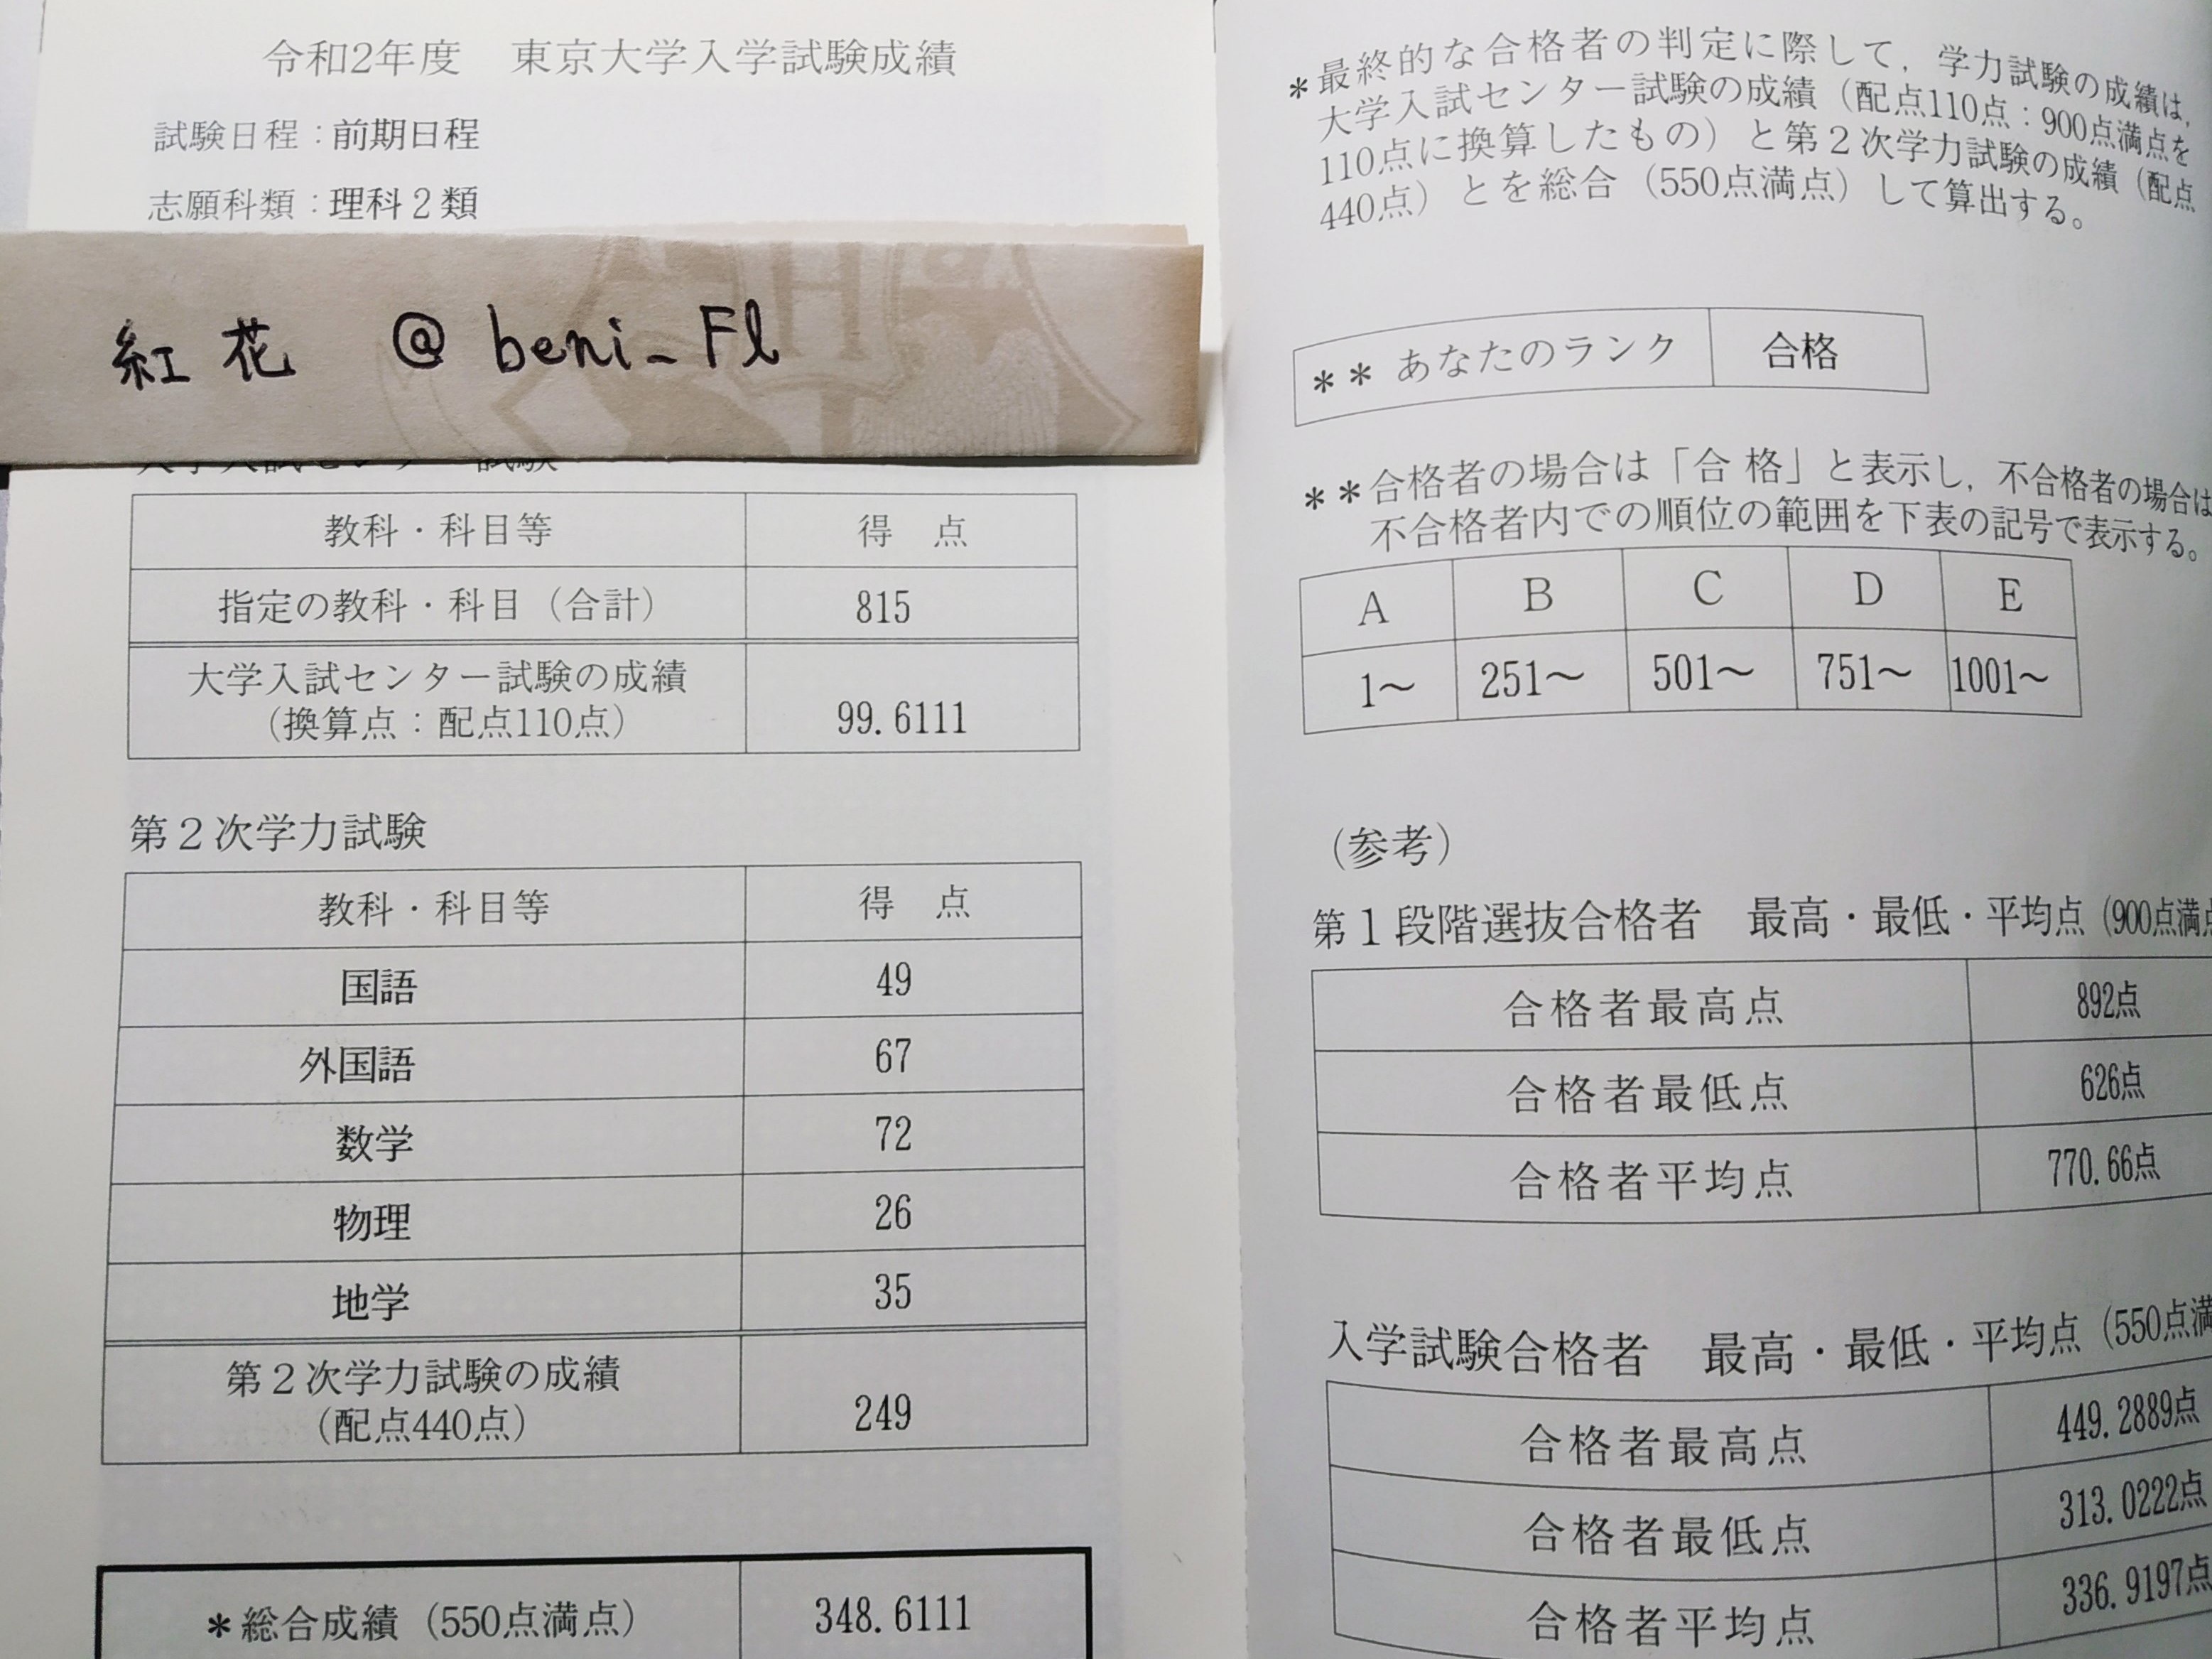 令和2年度　東京大学入学試験成績
試験日程：前期日程
志願科類：理科２類
紅花　@beni_Fl
大学入試センター試験
教科・科目等　得　点
指定の教科・科目（合計）　815
大学入試センター試験の成績
（換算点：配点110点）　99.6111
第２次学力試験
教科・科目等　得　点
国語　49
外国語　67
数学　72
物理　26
地学　35
第２次学力試験の成績
（配点440点）　249
＊総合成績（550点満点）　348.6111
＊最終的な合格者の判定に際して，学力試験の成績は，
大学入試センター試験の成績（配点110点：900点満点を
110点に換算したもの）と第２次学力試験の成績（配点
440点）とを総合（550点満点）して算出する。
＊＊あなたのランク　合格
＊＊合格者の場合は「合 格」と表示し，不合格者の場合は
不合格者内での順位の範囲を下表の記号で表示する。
A　B　C　D　E
1～　251～　501～　751～　1001～
（参考）
第１段階選抜合格者　最高・最低・平均点（900点満点
合格者最高点　892点
合格者最低点　626点
合格者平均点　770.66点
入学試験合格者　最高・最低・平均点（550点満
合格者最高点　449.2889点
合格者最低点　313.0222点
合格者平均点　336.9197点